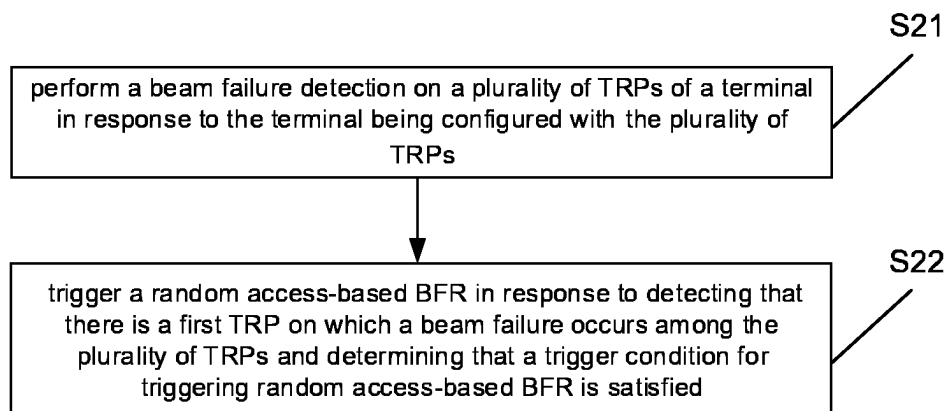 S21
perform a beam failure detection on a plurality of TRPs of a terminal
in response to the terminal being configured with the plurality of
TRPs
S22
trigger a random access-based BFR in response to detecting that
there is a first TRP on which a beam failure occurs among the
plurality of TRPs and determining that a trigger condition for
triggering random access-based BFR is satisfied